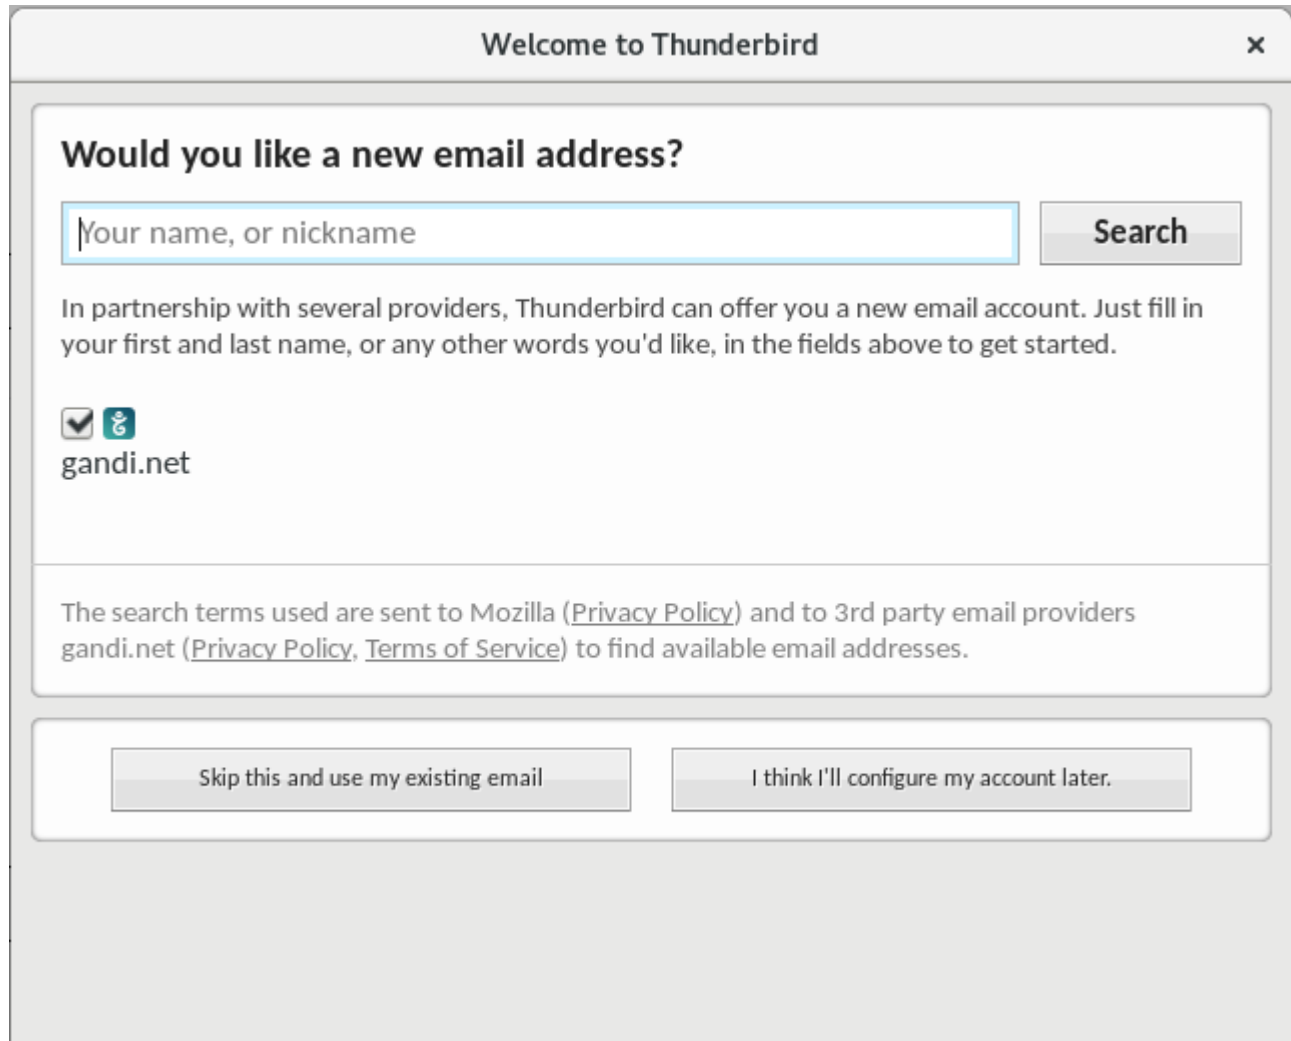 Welcome to Thunderbird
Would you like a new email address?
Your name, or nickname
Search
In partnership with several providers, Thunderbird can offer you a new email account. Just fill in
your first and last name, or any other words you'd like, in the fields above to get started.
gandi.net
The search terms used are sent to Mozilla (Privacy Policy) and to 3rd party email providers
gandi.net (Privacy Policy, Terms of Service) to find available email addresses.
Skip this and use my existing email
I think I'll configure my account later.